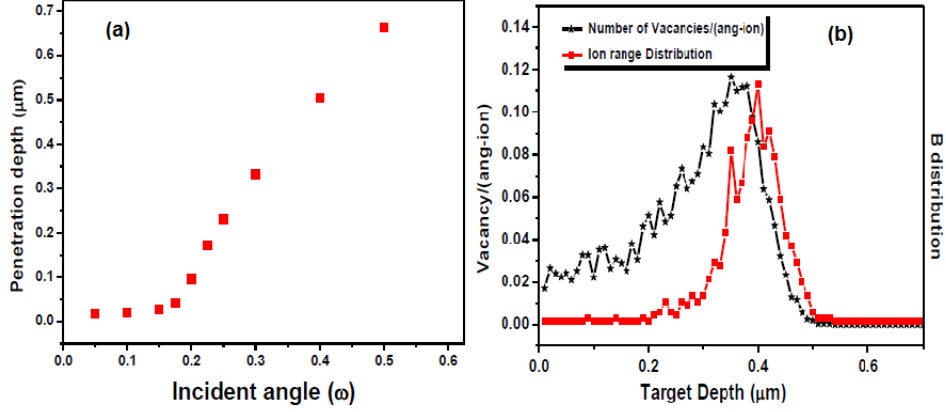 (a)
0.7
0.6
0.5
0.4
0.3
0.2
0.1
0.0
Penetration depth (μm)
0.0 0.1 0.2 0.3 0.4 0.5 0.6
Incident angle (ω)
(b)
Number of Vacancies/(ang-ion)
Ion range Distribution
0.14
0.12
0.10
0.08
0.06
0.04
0.02
0.00
Vacancy/(ang-ion)
B distribution
0.0 0.2 0.4 0.6
Target Depth (μm)